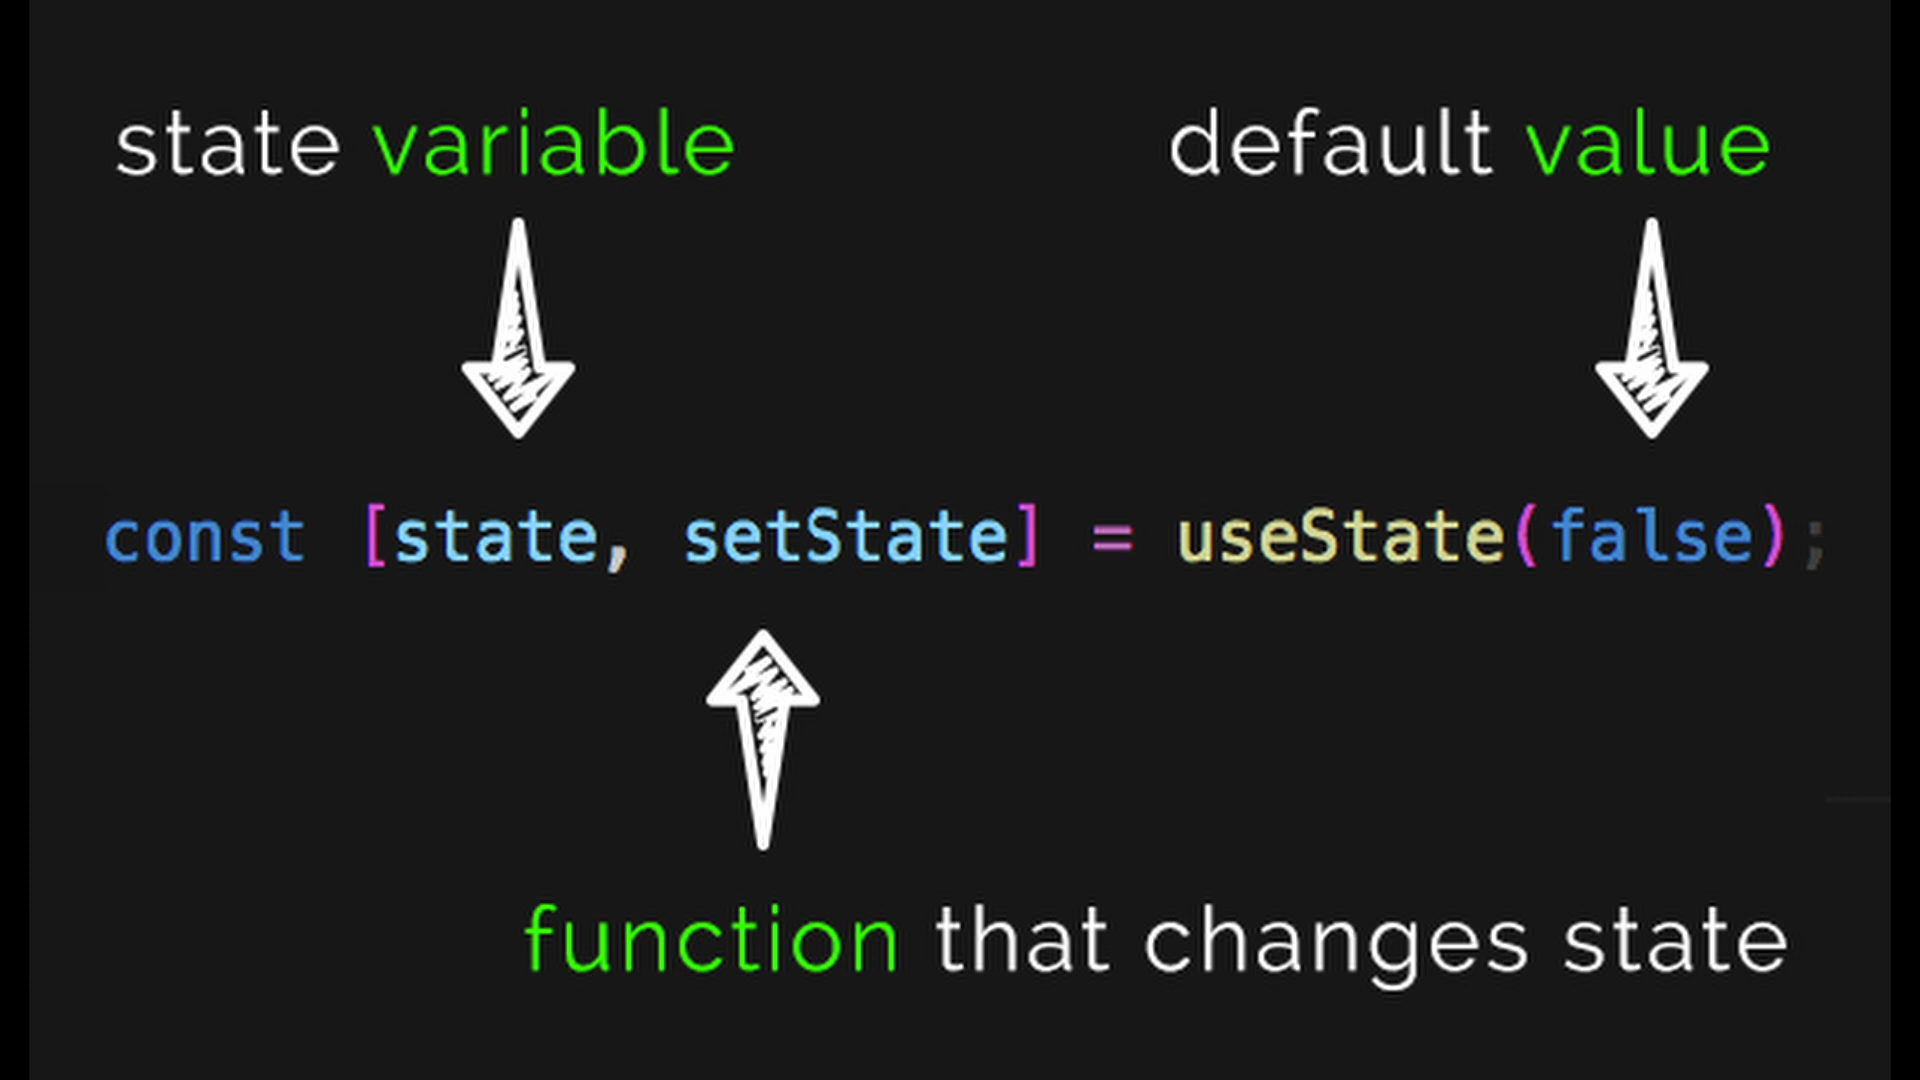 state variable
default value
const [state, setState] = useState(false);
function that changes state